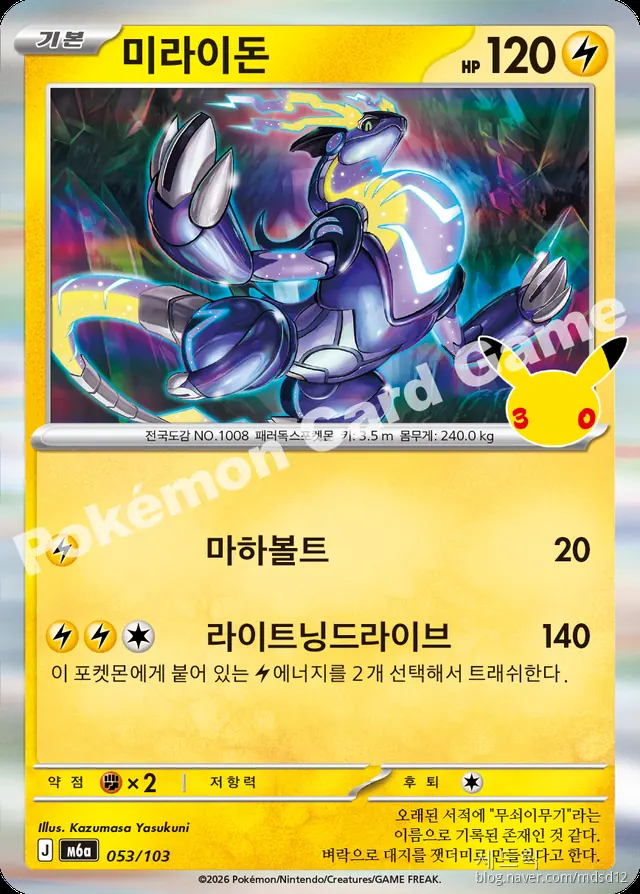 기본 미라이돈 HP 120
Pokémon Card Game
30
전국도감 NO.1008 패러독스포켓몬 키: 3.5 m 몸무게: 240.0 kg
마하볼트 20
라이트닝드라이브 140
이 포켓몬에게 붙어 있는 에너지를 2개 선택해서 트래쉬한다.
약점 ×2 저항력 후퇴
Illus. Kazumasa Yasukuni
J M6a 053/103
오래된 서적에 "무쇠이무기"라는
이름으로 기록된 존재인 것 같다.
벼락으로 대지를 잿더미로 만들었다고 한다.
©2026 Pokémon/Nintendo/Creatures/GAME FREAK.
blog.naver.com/mdsd12